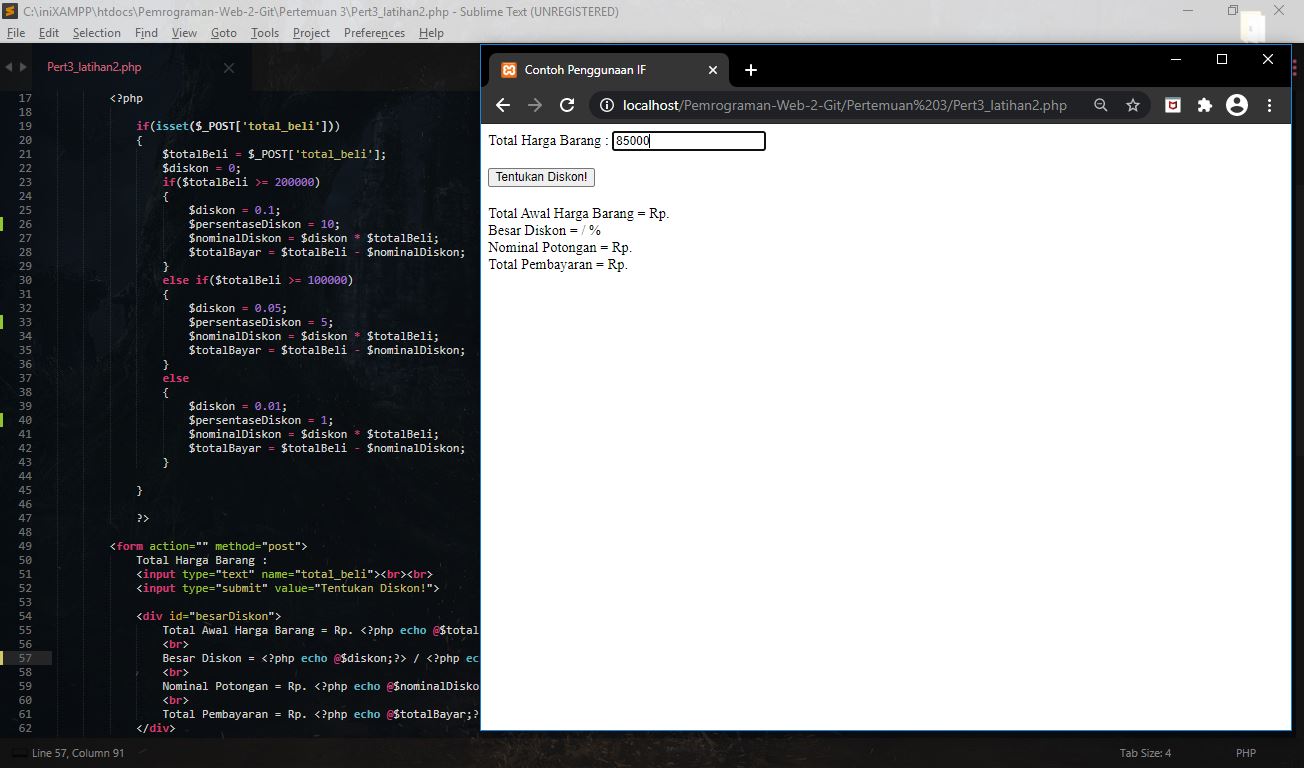 C:\iniXAMPP\htdocs\Pemrograman-Web-2-Git\Pertemuan 3\Pert3_latihan2.php - Sublime Text (UNREGISTERED)
File Edit Selection Find View Goto Tools Project Preferences Help
Pert3_latihan2.php
17 <?php
18
19 if(isset($_POST['total_beli']))
20 {
21 $totalBeli = $_POST['total_beli'];
22 $diskon = 0;
23 if($totalBeli >= 200000)
24 {
25 $diskon = 0.1;
26 $persentaseDiskon = 10;
27 $nominalDiskon = $diskon * $totalBeli;
28 $totalBayar = $totalBeli - $nominalDiskon;
29 }
30 else if($totalBeli >= 100000)
31 {
32 $diskon = 0.05;
33 $persentaseDiskon = 5;
34 $nominalDiskon = $diskon * $totalBeli;
35 $totalBayar = $totalBeli - $nominalDiskon;
36 }
37 else
38 {
39 $diskon = 0.01;
40 $persentaseDiskon = 1;
41 $nominalDiskon = $diskon * $totalBeli;
42 $totalBayar = $totalBeli - $nominalDiskon;
43 }
44
45 }
46
47 ?>
48
49 <form action="" method="post">
50 Total Harga Barang :
51 <input type="text" name="total_beli"><br><br>
52 <input type="submit" value="Tentukan Diskon!">
53
54 <div id="besarDiskon">
55 Total Awal Harga Barang = Rp. <?php echo @$total
56 <br>
57 Besar Diskon = <?php echo @$diskon;?> / <?php ec
58 <br>
59 Nominal Potongan = Rp. <?php echo @$nominalDisko
60 <br>
61 Total Pembayaran = Rp. <?php echo @$totalBayar;?
62 </div>
Line 57, Column 91
Tab Size: 4
PHP
Contoh Penggunaan IF
localhost/Pemrograman-Web-2-Git/Pertemuan%203/Pert3_latihan2.php
Total Harga Barang : 85000
Tentukan Diskon!
Total Awal Harga Barang = Rp.
Besar Diskon = / %
Nominal Potongan = Rp.
Total Pembayaran = Rp.